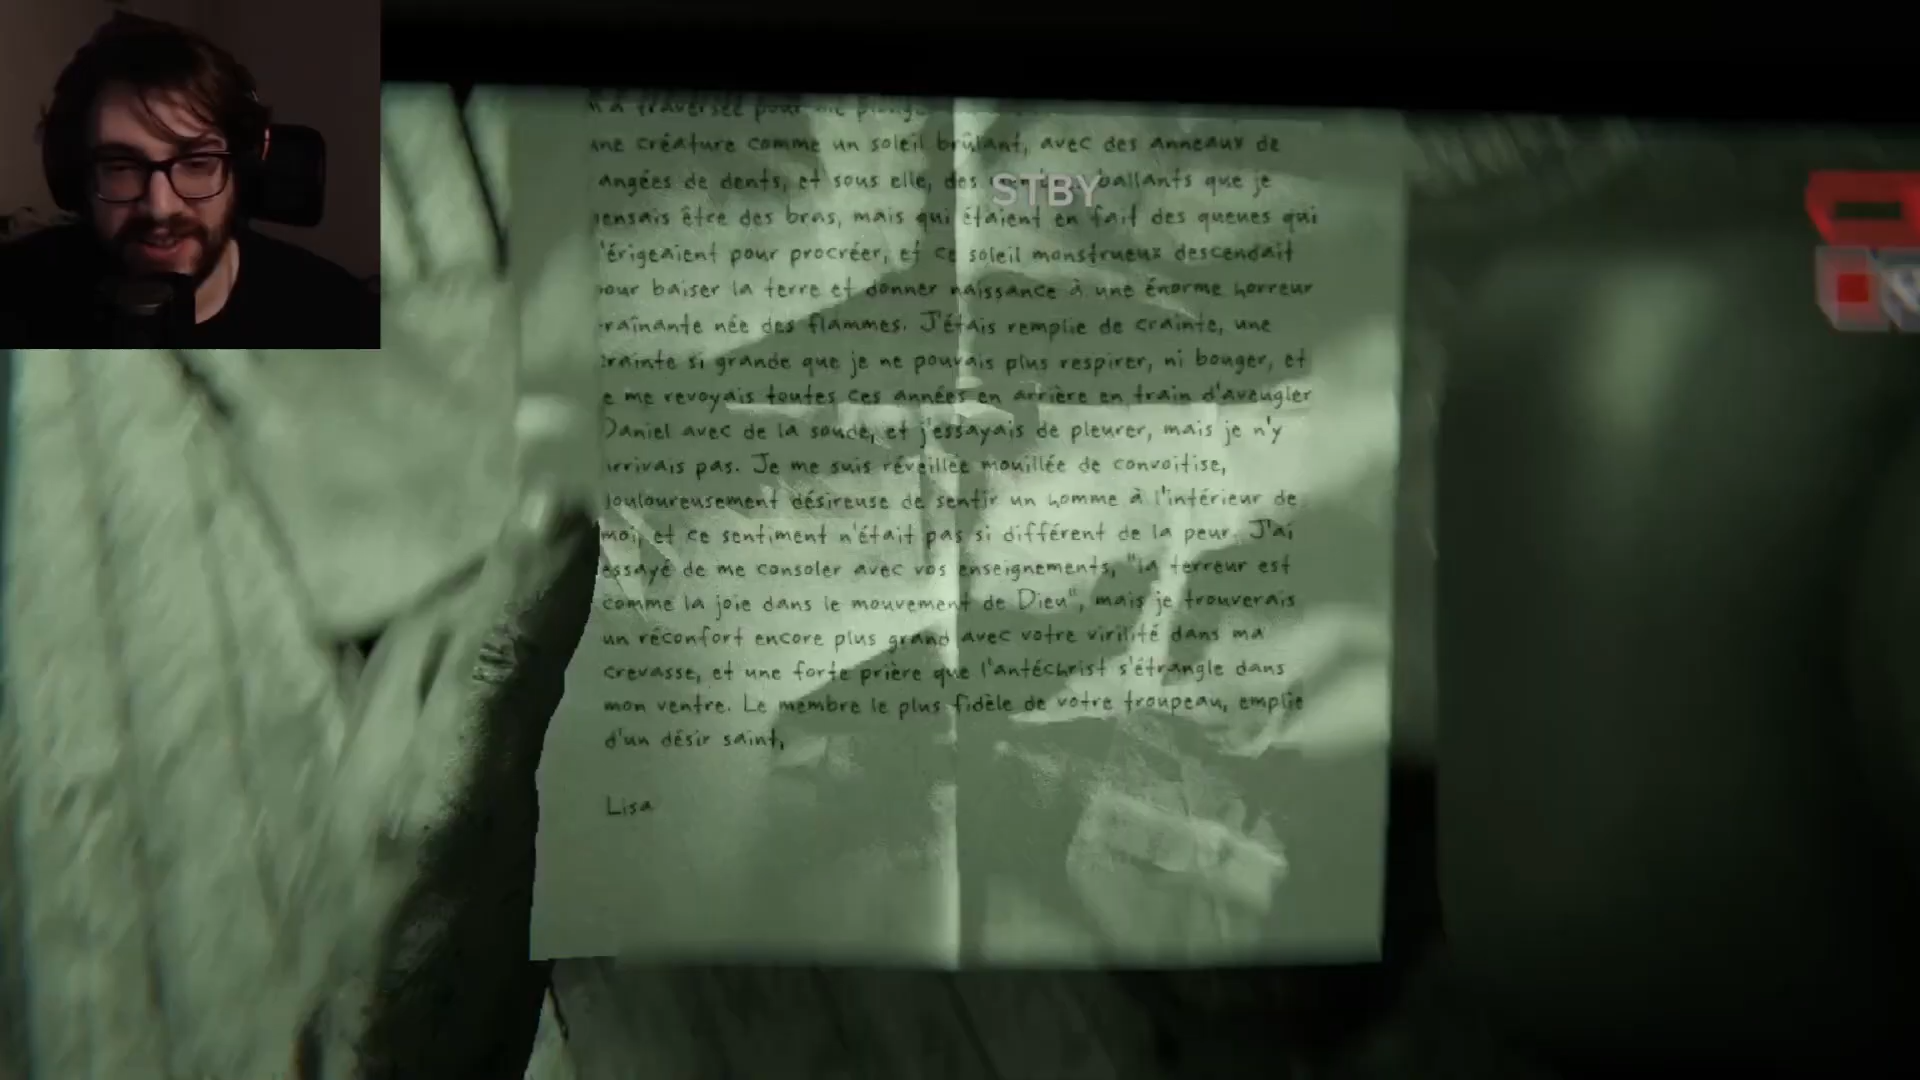 traversée pour me
une créature comme un soleil brûlant, avec des anneaux de
angées de dents, et sous elle, des ballants que je
STBY
ensais être des bras, mais qui étaient en fait des queues qui
'érigeaient pour procréer, et ce soleil monstrueux descendait
our baiser la terre et donner naissance à une énorme horreur
raînante née des flammes. J'étais remplie de crainte, une
rainte si grande que je ne pouvais plus respirer, ni bouger, et
e me revoyais toutes ces années en arrière en train d'aveugler
Daniel avec de la soude, et j'essayais de pleurer, mais je n'y
rrivais pas. Je me suis réveillée mouillée de convoitise,
douloureusement désireuse de sentir un homme à l'intérieur de
moi, et ce sentiment n'était pas si différent de la peur. J'ai
essayé de me consoler avec vos enseignements, "la terreur est
comme la joie dans le mouvement de Dieu", mais je trouverais
un réconfort encore plus grand avec votre virilité dans ma
crevasse, et une forte prière que l'antéchrist s'étrangle dans
mon ventre. Le membre le plus fidèle de votre troupeau, emplie
d'un désir saint,
Lisa